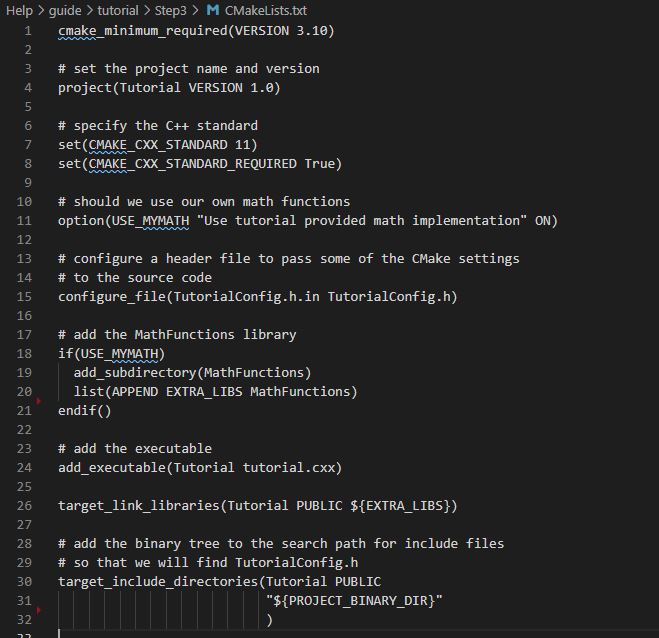 Help > guide > tutorial > Step3 > M CMakeLists.txt
1 cmake_minimum_required(VERSION 3.10)
2
3 # set the project name and version
4 project(Tutorial VERSION 1.0)
5
6 # specify the C++ standard
7 set(CMAKE_CXX_STANDARD 11)
8 set(CMAKE_CXX_STANDARD_REQUIRED True)
9
10 # should we use our own math functions
11 option(USE_MYMATH "Use tutorial provided math implementation" ON)
12
13 # configure a header file to pass some of the CMake settings
14 # to the source code
15 configure_file(TutorialConfig.h.in TutorialConfig.h)
16
17 # add the MathFunctions library
18 if(USE_MYMATH)
19   add_subdirectory(MathFunctions)
20   list(APPEND EXTRA_LIBS MathFunctions)
21 endif()
22
23 # add the executable
24 add_executable(Tutorial tutorial.cxx)
25
26 target_link_libraries(Tutorial PUBLIC ${EXTRA_LIBS})
27
28 # add the binary tree to the search path for include files
29 # so that we will find TutorialConfig.h
30 target_include_directories(Tutorial PUBLIC
31                            "${PROJECT_BINARY_DIR}"
32                            )
33